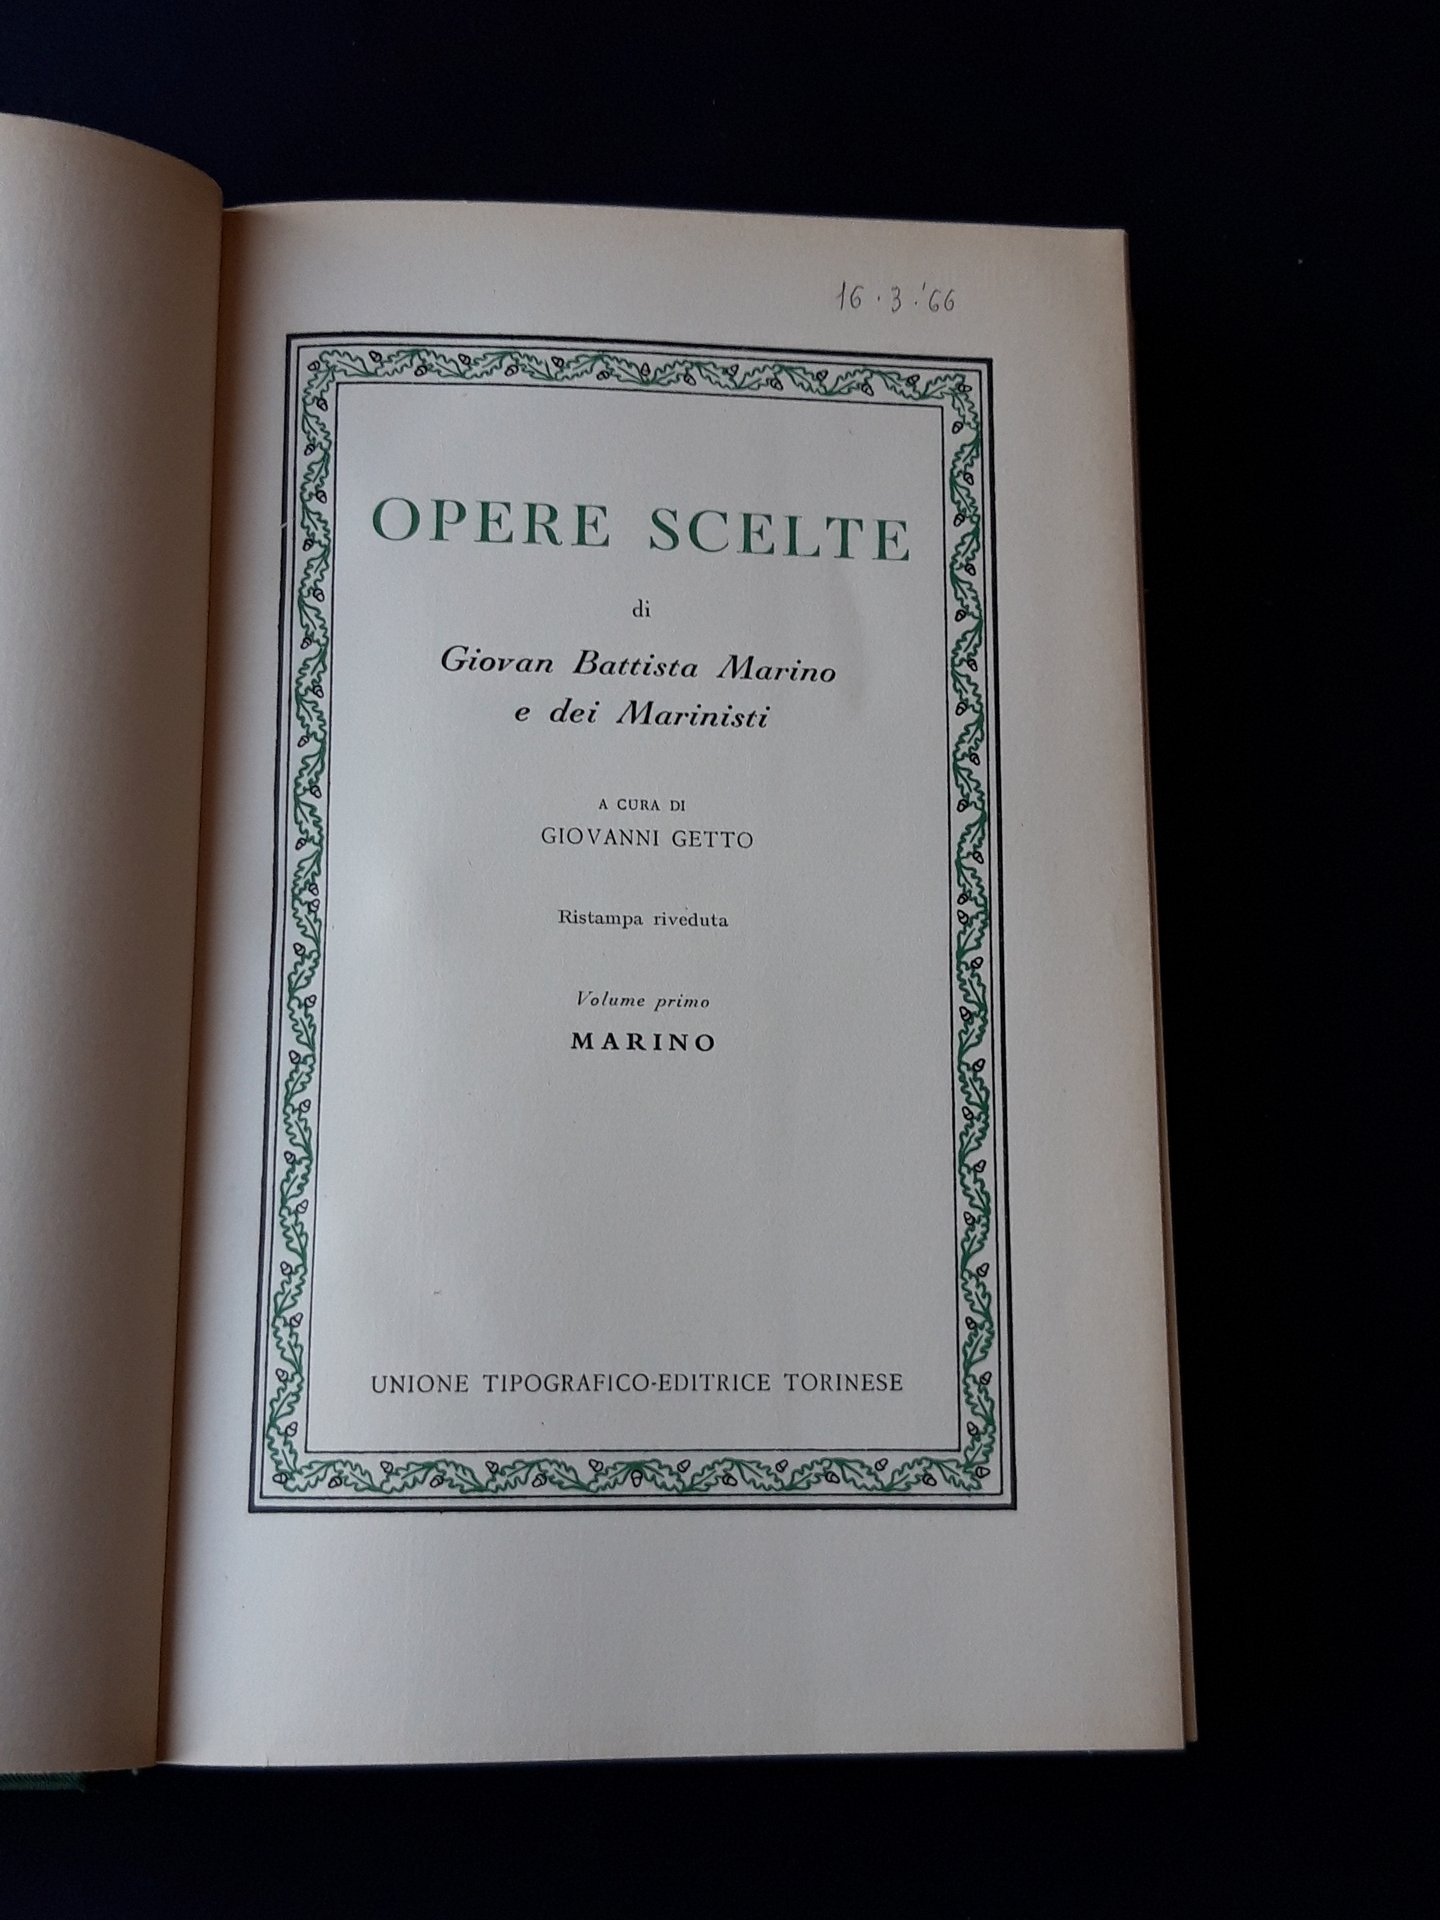 16.3.'66
OPERE SCELTE
di
Giovan Battista Marino
e dei Marinisti
A CURA DI
GIOVANNI GETTO
Ristampa riveduta
Volume primo
MARINO
UNIONE TIPOGRAFICO-EDITRICE TORINESE